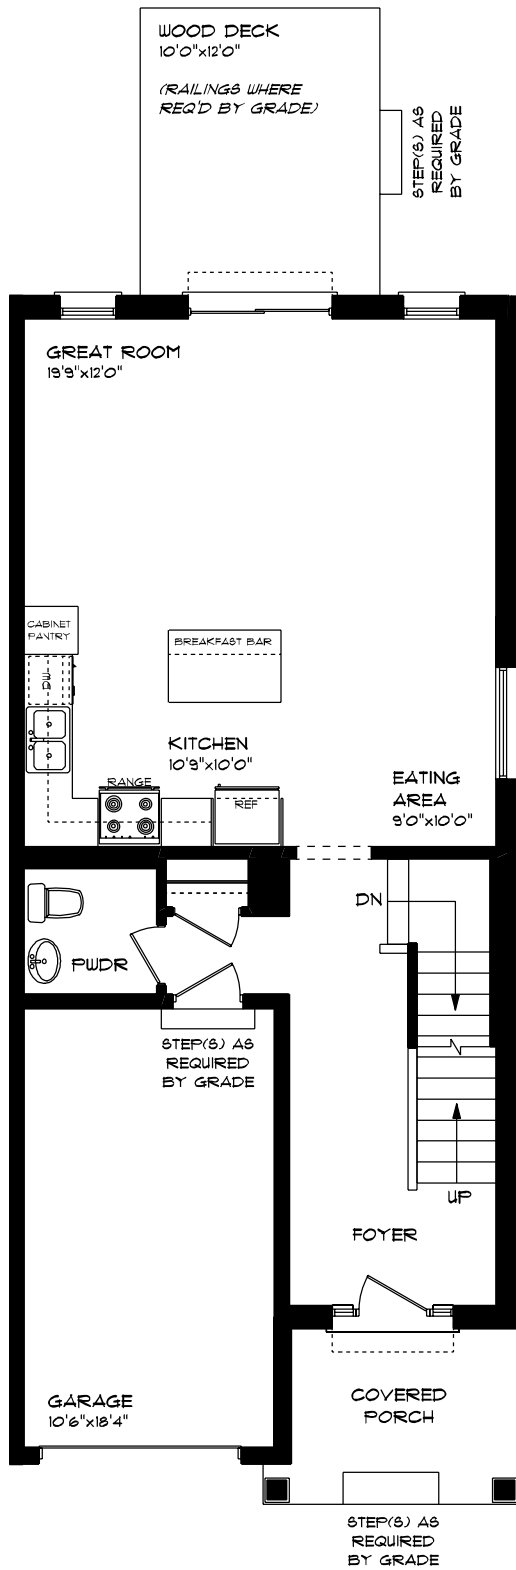 WOOD DECK
10'0"x12'0"
(RAILINGS WHERE
REQ'D BY GRADE)
STEP(S) AS
REQUIRED
BY GRADE
GREAT ROOM
19'9"x12'0"
CABINET
PANTRY
BREAKFAST BAR
DW
KITCHEN
10'9"x10'0"
RANGE
REF
EATING
AREA
9'0"x10'0"
DN
PWDR
STEP(S) AS
REQUIRED
BY GRADE
UP
FOYER
GARAGE
10'6"x18'4"
COVERED
PORCH
STEP(S) AS
REQUIRED
BY GRADE